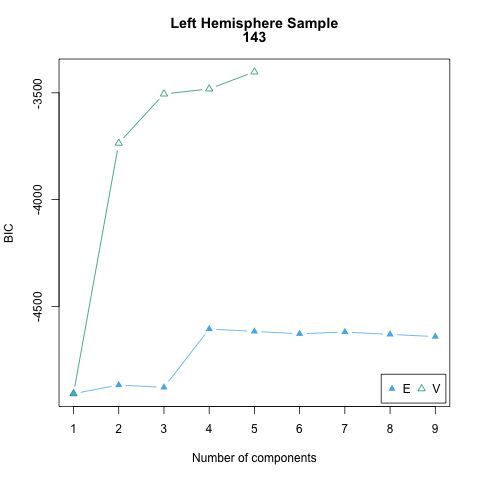 Left Hemisphere Sample
143
BIC
-3500
-4000
-4500
E V
1 2 3 4 5 6 7 8 9
Number of components